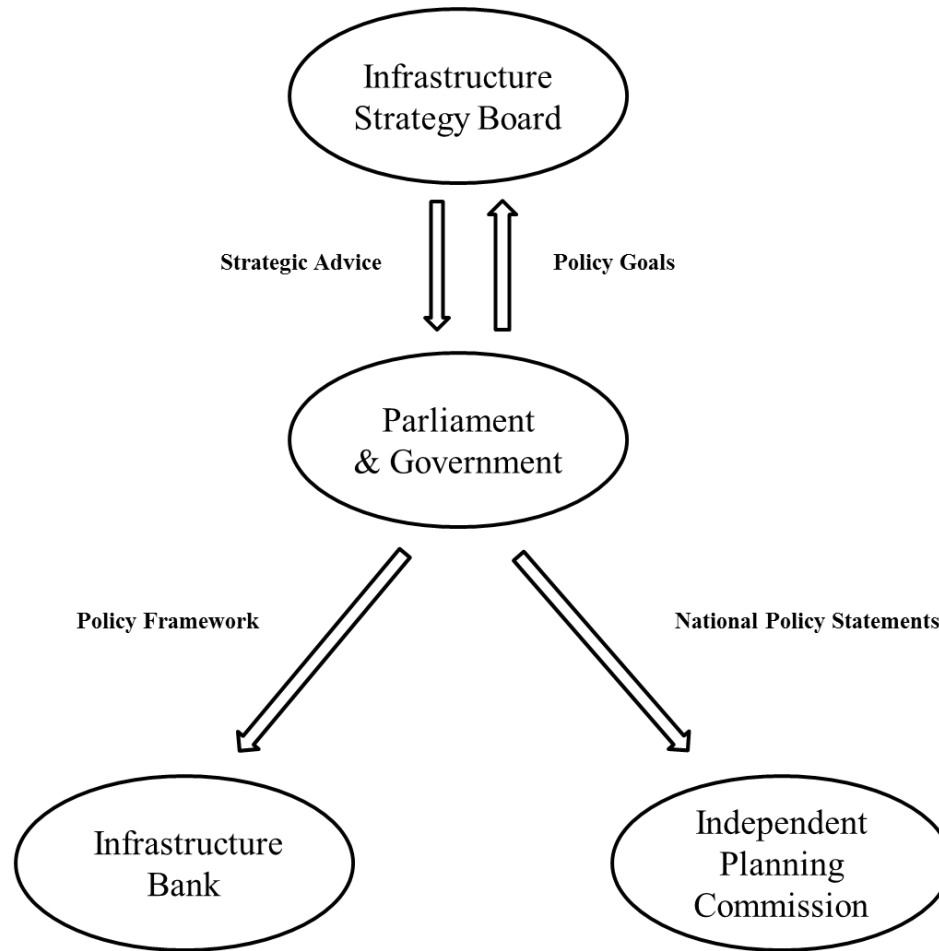 Infrastructure
Strategy Board
Strategic Advice
Policy Goals
Parliament
& Government
Policy Framework
National Policy Statements
Infrastructure
Bank
Independent
Planning
Commission